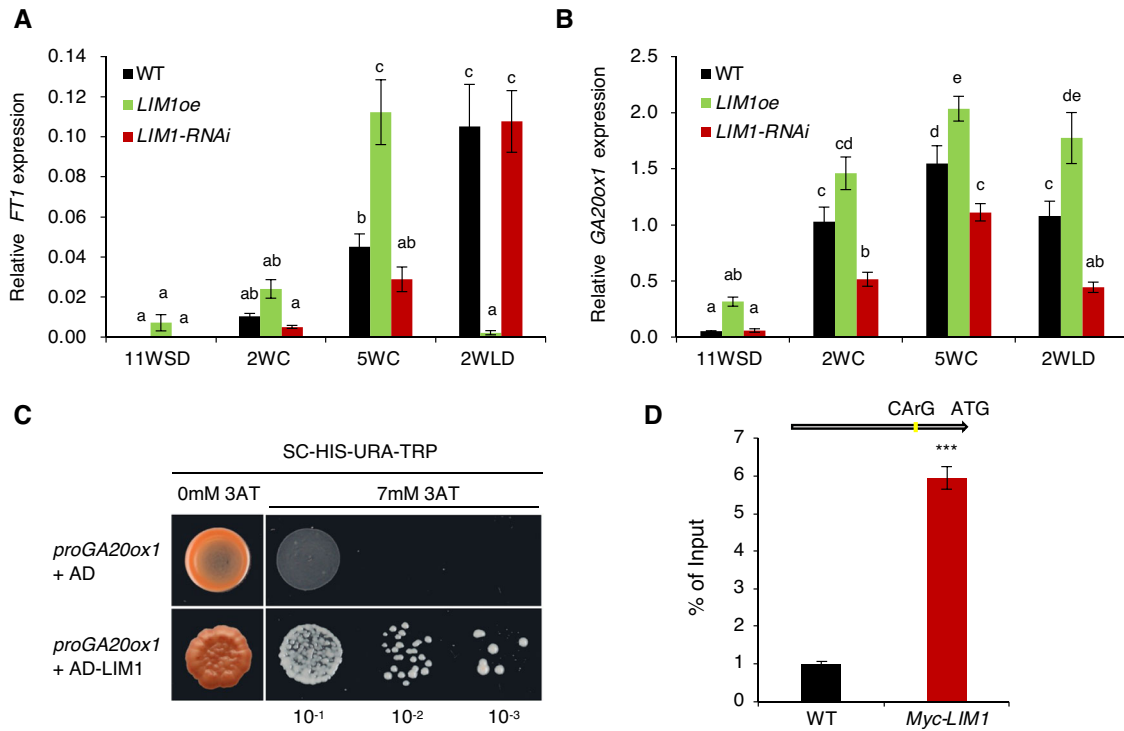 A
Relative FT1 expression
0.14
0.12
0.10
0.08
0.06
0.04
0.02
0.00
WT
LIM1oe
LIM1-RNAi
a a a
ab ab a
b c ab
c a c
11WSD 2WC 5WC 2WLD
B
Relative GA20ox1 expression
2.5
2.0
1.5
1.0
0.5
0.0
WT
LIM1oe
LIM1-RNAi
a ab a
c cd b
d e c
c de ab
11WSD 2WC 5WC 2WLD
C
SC-HIS-URA-TRP
0mM 3AT 7mM 3AT
proGA20ox1
+ AD
proGA20ox1
+ AD-LIM1
10-1 10-2 10-3
D
CArG ATG
% of Input
7
6
5
4
3
2
1
0
***
WT Myc-LIM1